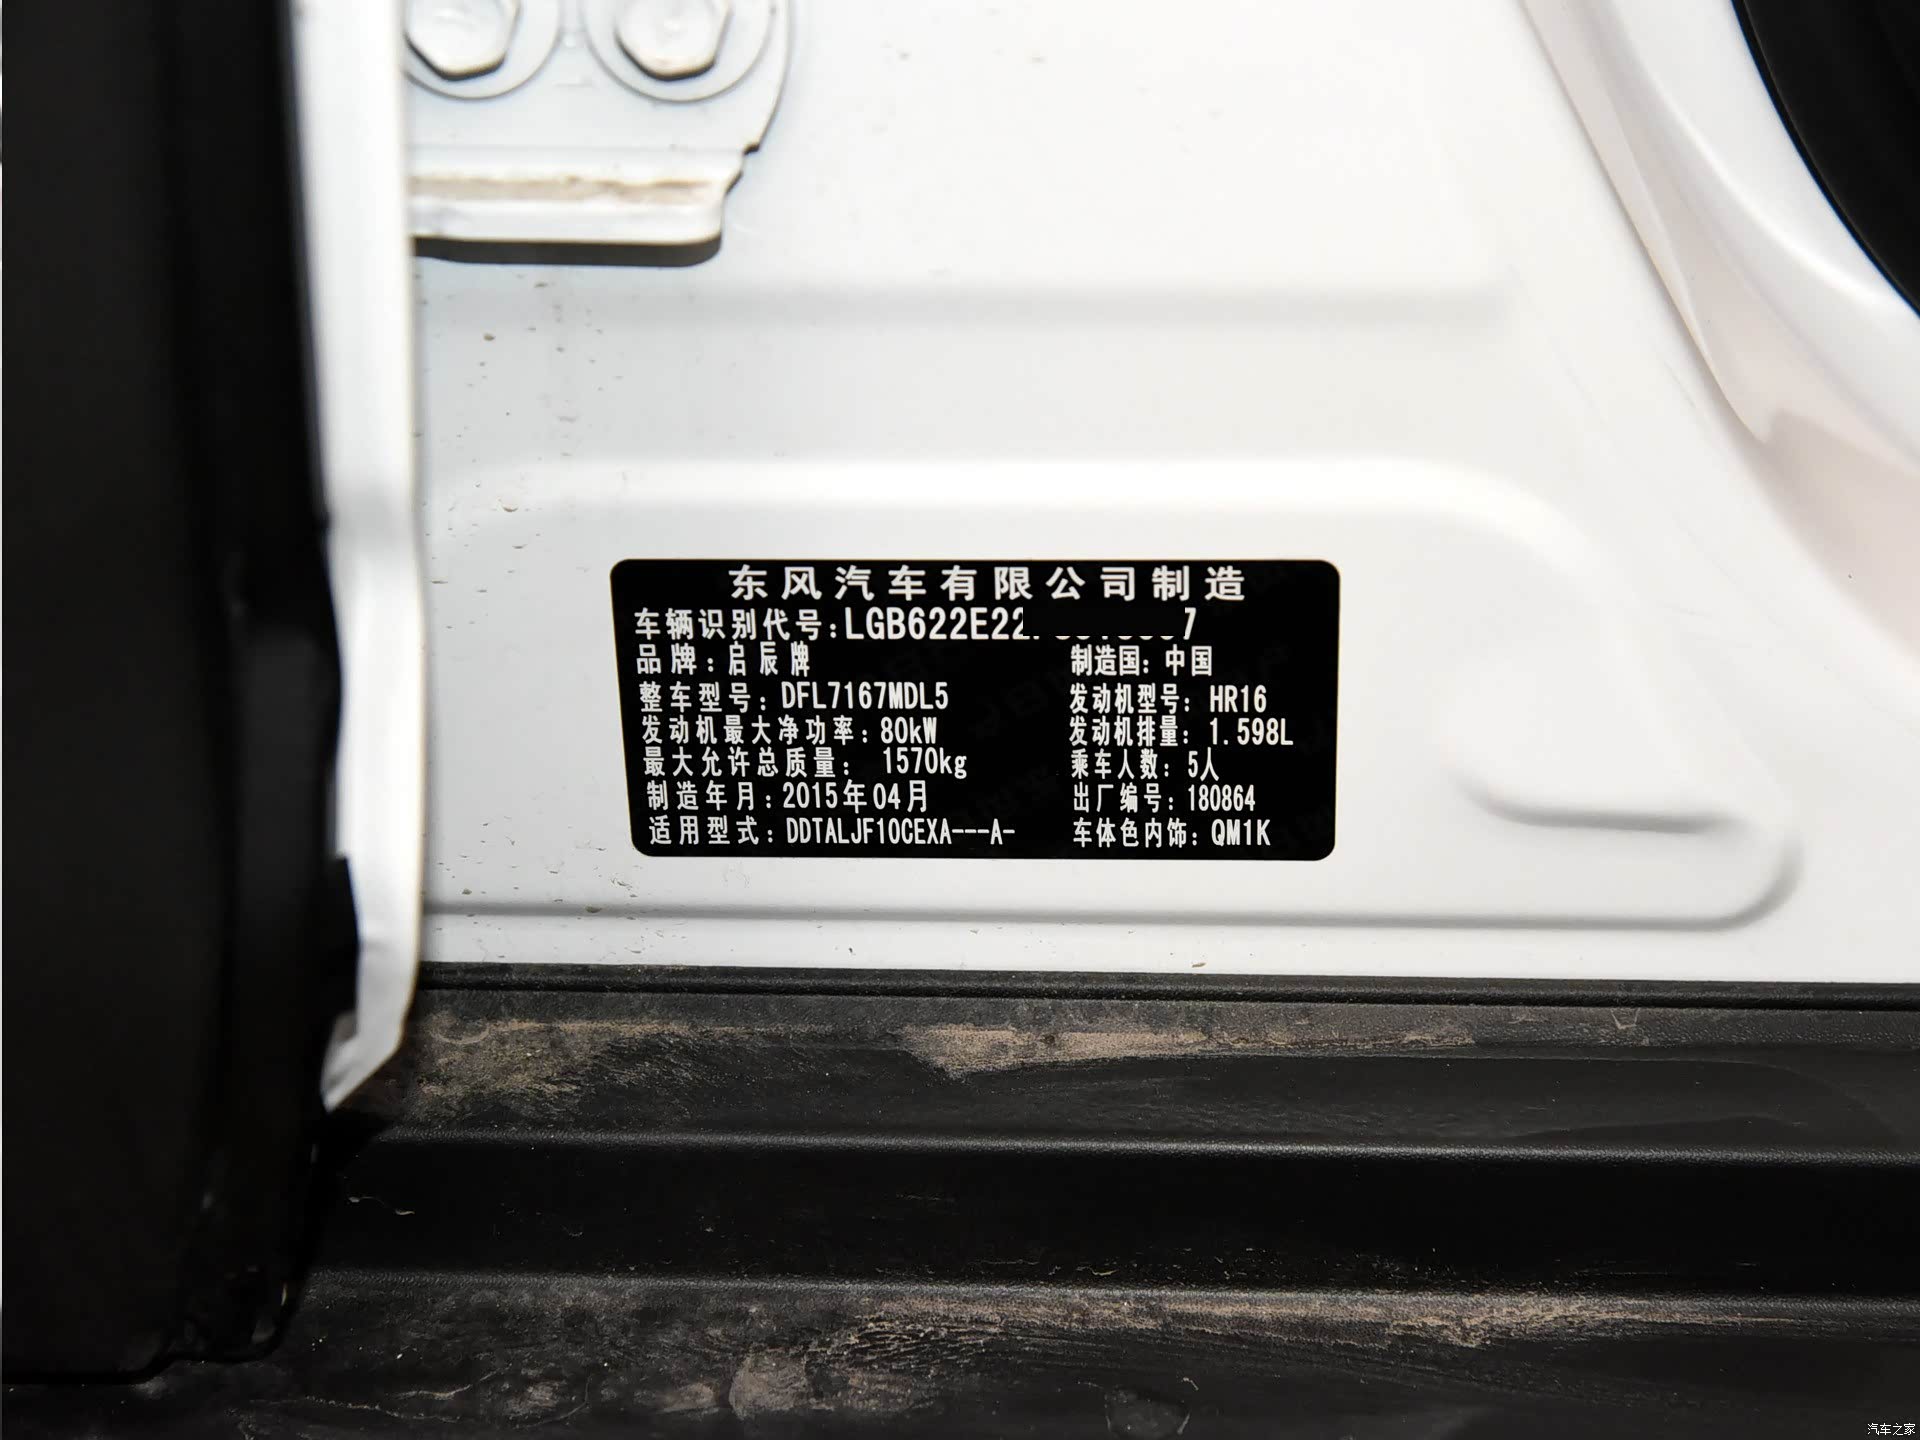 东风汽车有限公司制造
车辆识别代号:LGB622E22 7
品牌:启辰牌 制造国:中国
整车型号:DFL7167MDL5 发动机型号:HR16
发动机最大净功率:80kW 发动机排量:1.598L
最大允许总质量: 1570kg 乘车人数:5人
制造年月:2015年04月 出厂编号:180864
适用型式:DDTALJF10CEXA---A- 车体色内饰:QM1K
汽车之家